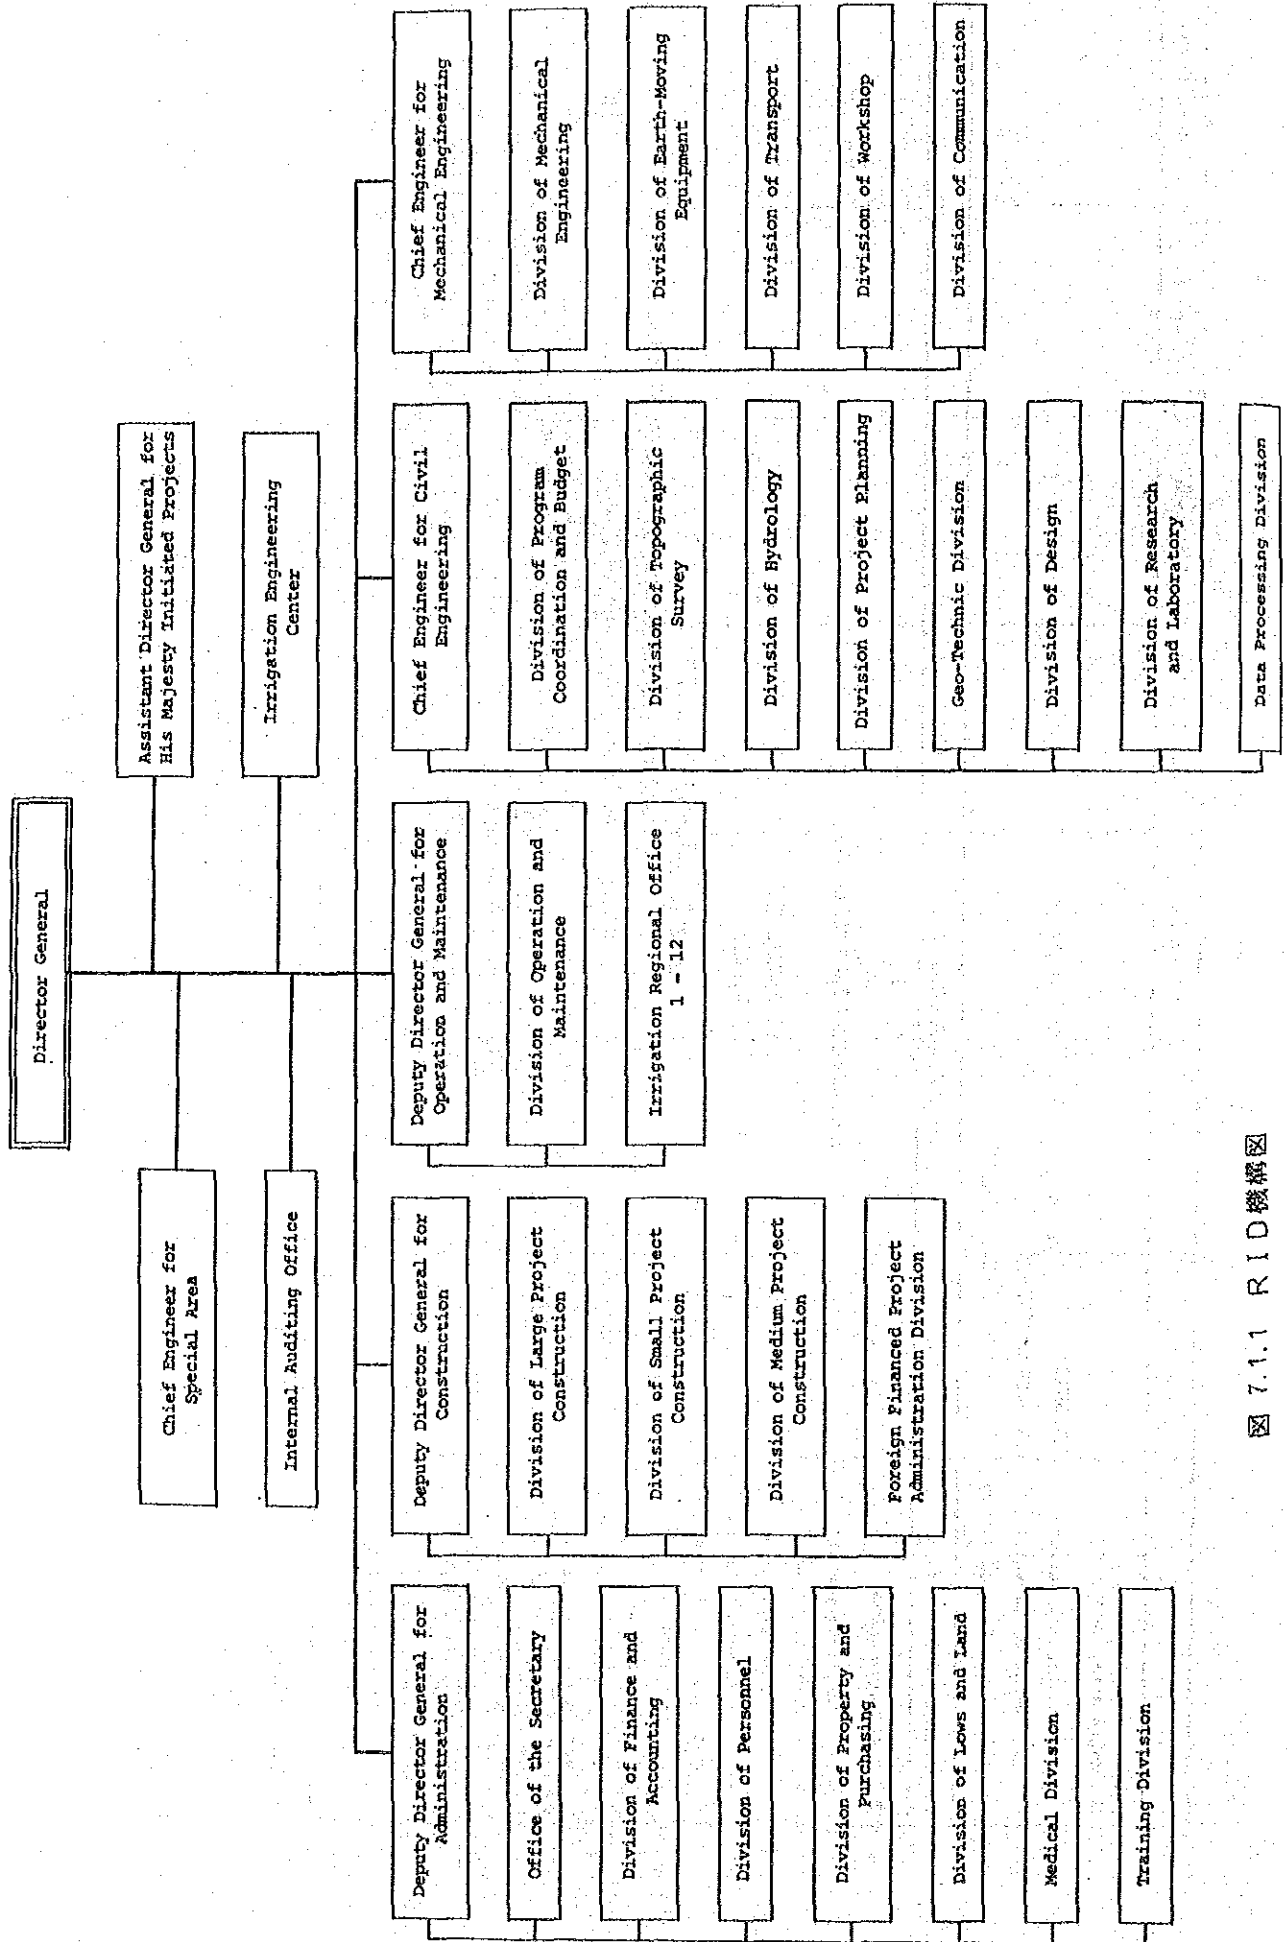 Director General
Chief Engineer for
Special Area
Assistant Director General for
His Majesty Initiated Projects
Internal Auditing Office
Irrigation Engineering
Center
Deputy Director General for
Administration
Office of the Secretary
Division of Finance and
Accounting
Division of Personnel
Division of Property and
Purchasing
Division of Lows and Land
Medical Division
Training Division
Deputy Director General for
Construction
Division of Large Project
Construction
Division of Small Project
Construction
Division of Medium Project
Construction
Foreign Financed Project
Administration Division
Deputy Director General for
Operation and Maintenance
Division of Operation and
Maintenance
Irrigation Regional Office
1 - 12
Chief Engineer for Civil
Engineering
Division of Program
Coordination and Budget
Division of Topographic
Survey
Division of Hydrology
Division of Project Planning
Geo-Technic Division
Division of Design
Division of Research
and Laboratory
Data Processing Division
Chief Engineer for
Mechanical Engineering
Division of Mechanical
Engineering
Division of Earth-Moving
Equipment
Division of Transport
Division of Workshop
Division of Communication
図 7.1.1 RID機構図